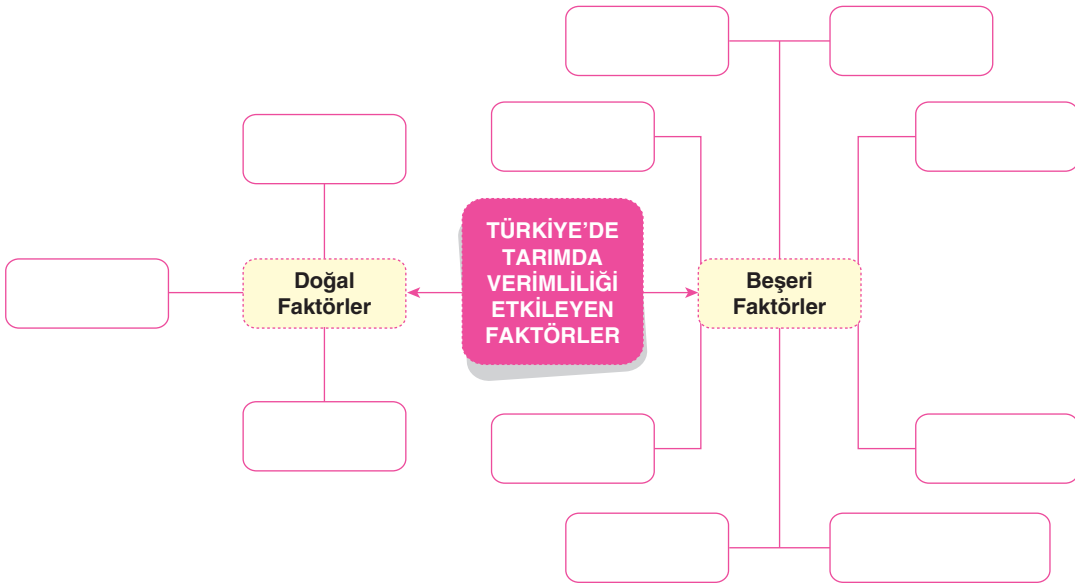 TÜRKİYE'DE
TARIMDA
VERİMLİLİĞİ
ETKİLEYEN
FAKTÖRLER
Doğal
Faktörler
Beşeri
Faktörler